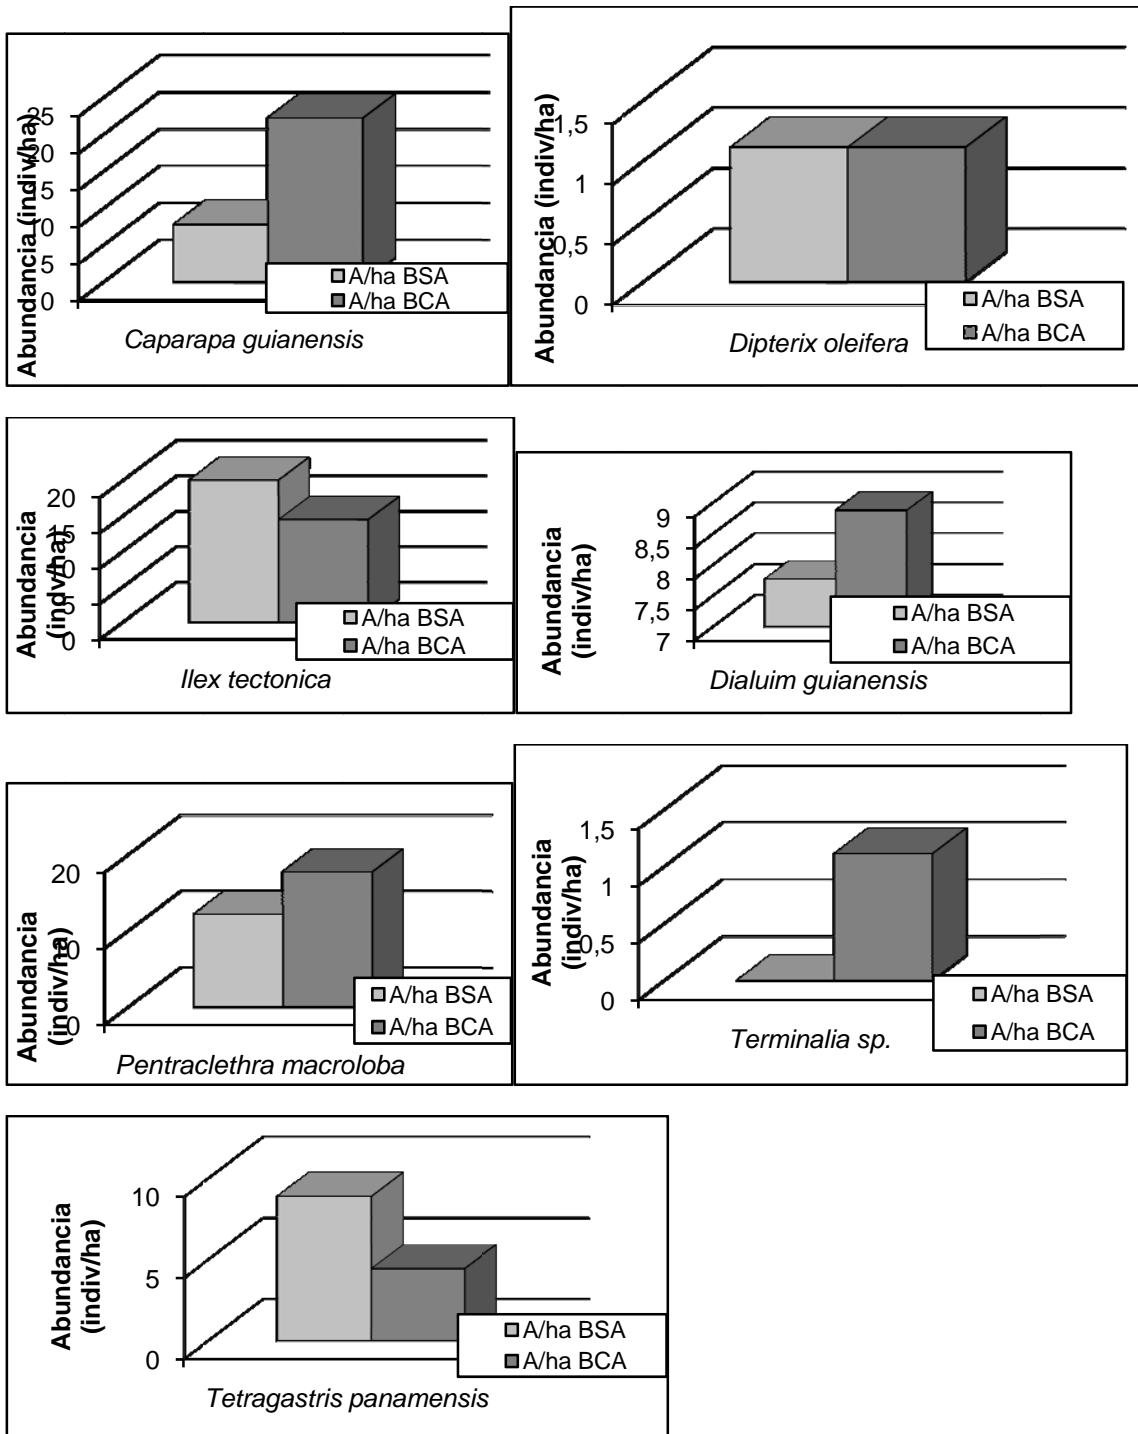 Abundancia (indiv/ha)
25
20
15
10
5
0
A/ha BSA
A/ha BCA
Caparapa guianensis
Abundancia (indiv/ha)
1,5
1
0,5
0
A/ha BSA
A/ha BCA
Dipterix oleifera
Abundancia
(indv/ha)
20
15
10
5
0
A/ha BSA
A/ha BCA
Ilex tectonica
Abundancia
(indiv/ha)
9
8,5
8
7,5
7
A/ha BSA
A/ha BCA
Dialuim guianensis
Abundancia
(indiv/ha)
20
10
0
A/ha BSA
A/ha BCA
Pentraclethra macroloba
Abundancia
(indiv/ha)
1,5
1
0,5
0
A/ha BSA
A/ha BCA
Terminalia sp.
Abundancia
(indiv/ha)
10
5
0
A/ha BSA
A/ha BCA
Tetragastris panamensis